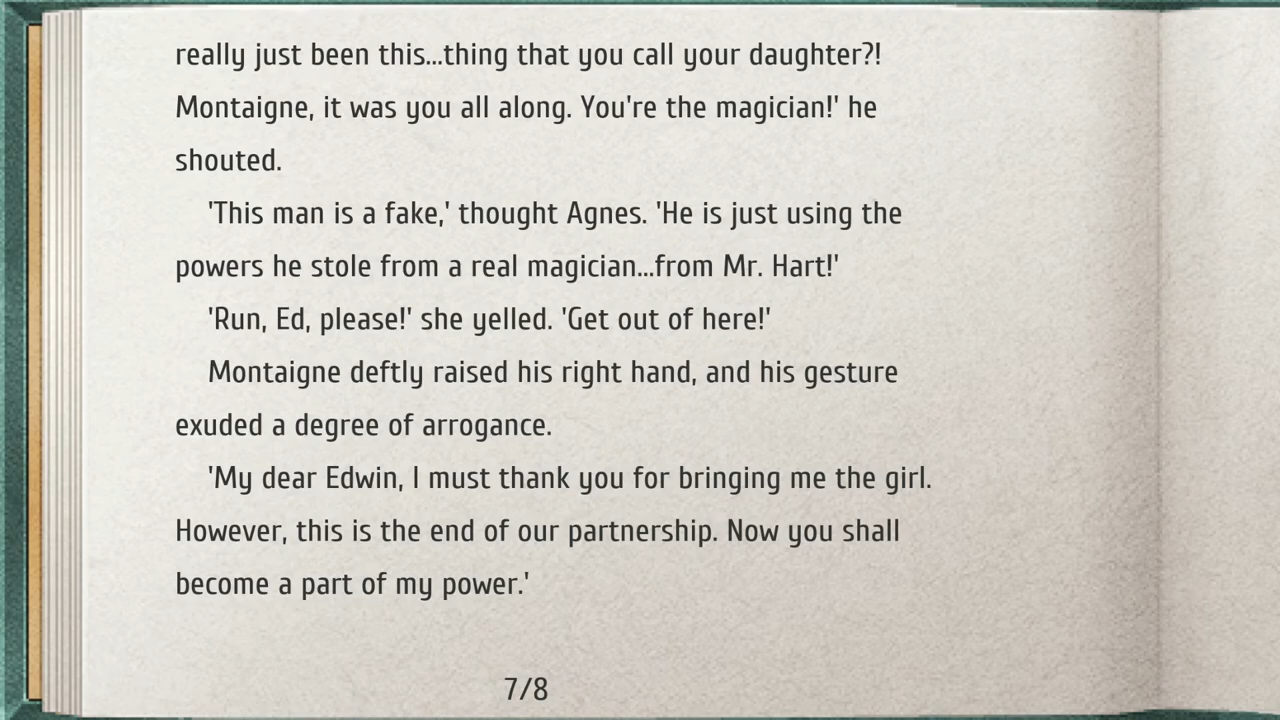 really just been this...thing that you call your daughter?!
Montaigne, it was you all along. You're the magician!' he
shouted.
'This man is a fake,' thought Agnes. 'He is just using the
powers he stole from a real magician...from Mr. Hart!'
'Run, Ed, please!' she yelled. 'Get out of here!'
Montaigne deftly raised his right hand, and his gesture
exuded a degree of arrogance.
'My dear Edwin, I must thank you for bringing me the girl.
However, this is the end of our partnership. Now you shall
become a part of my power.'
7/8